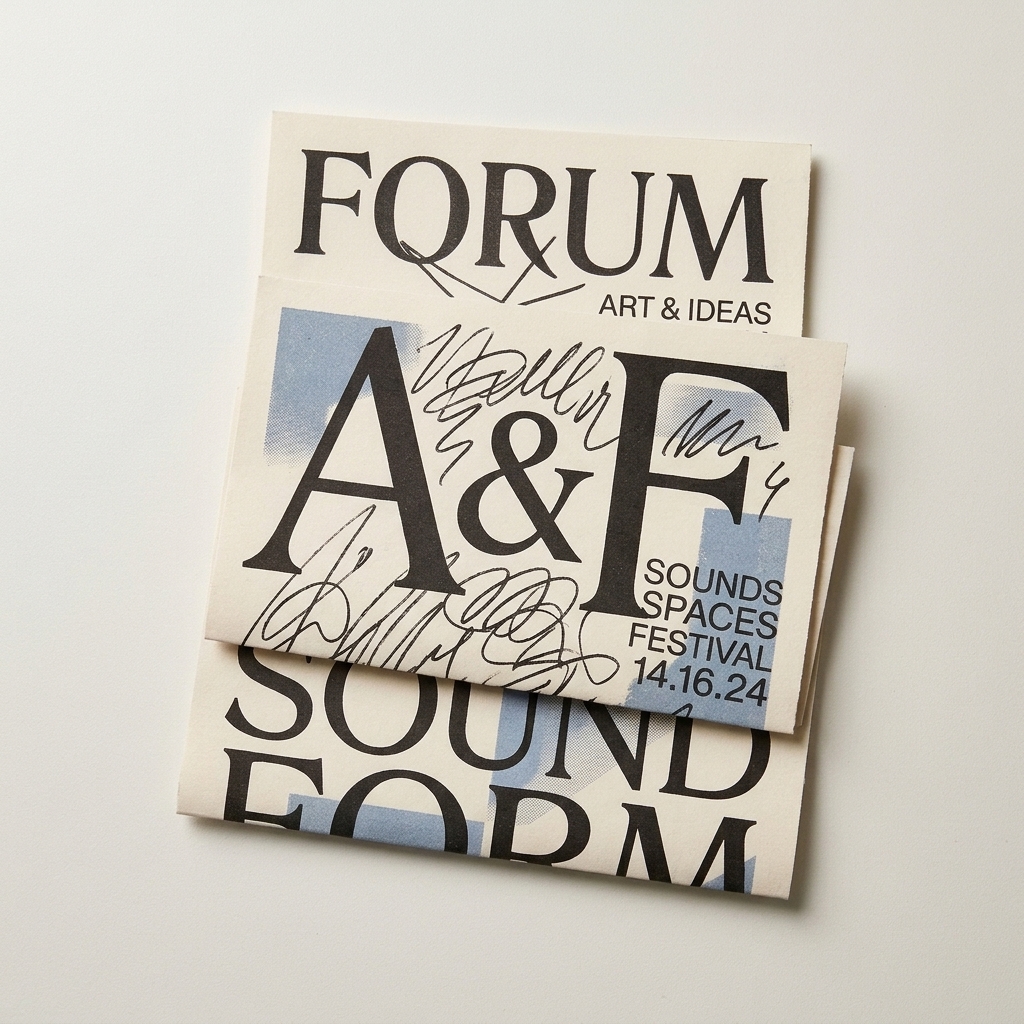 FORUM
ART & IDEAS
A&F
SOUNDS
SPACES
FESTIVAL
14.16.24
SOUND
FORM